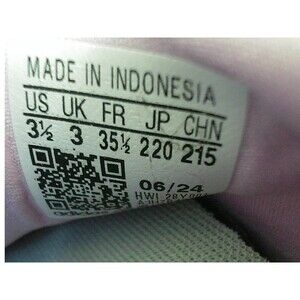 MADE IN INDONESIA
US UK FR JP CHN
3½ 3 35½ 220 215
06/24